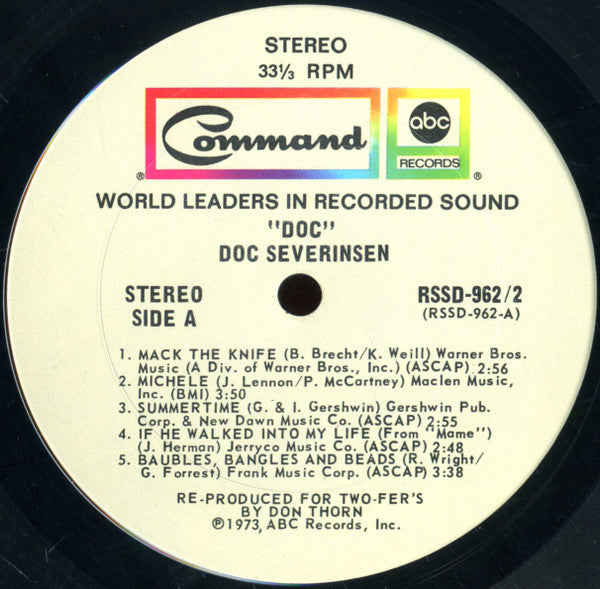 STEREO
33⅓ RPM
Command
abc
RECORDS
®
®
WORLD LEADERS IN RECORDED SOUND
"DOC"
DOC SEVERINSEN
STEREO
SIDE A
RSSD-962/2
(RSSD-962-A)
1. MACK THE KNIFE (B. Brecht/K. Weill) Warner Bros.
Music (A Div. of Warner Bros., Inc.) (ASCAP) 2:56
2. MICHELE (J. Lennon/P. McCartney) Maclen Music,
Inc. (BMI) 3:50
3. SUMMERTIME (G. & I. Gershwin) Gershwin Pub.
Corp. & New Dawn Music Co. (ASCAP) 2:55
4. IF HE WALKED INTO MY LIFE (From "Mame")
(J. Herman) Jerryco Music Co. (ASCAP) 2:48
5. BAUBLES, BANGLES AND BEADS (R. Wright/
G. Forrest) Frank Music Corp. (ASCAP) 3:38
RE-PRODUCED FOR TWO-FER'S
BY DON THORN
℗1973, ABC Records, Inc.